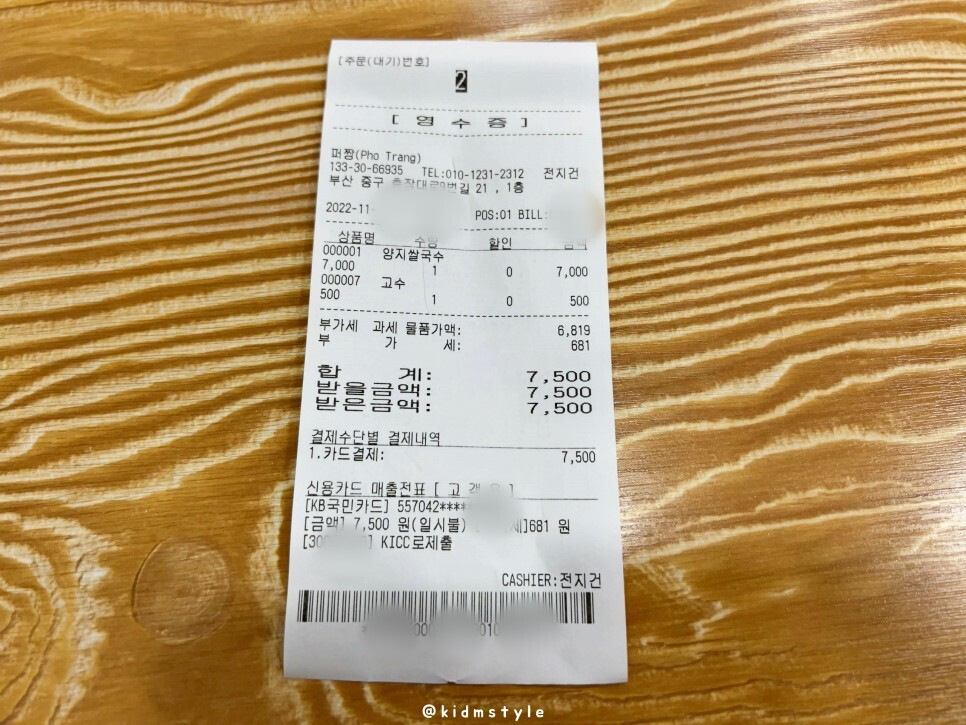 [주문(대기)번호]
2
[ 영 수 증 ]
퍼짱(Pho Trang)
133-30-66935 TEL:010-1231-2312 전지건
부산 중구 21 , 1층
2022-11- POS:01 BILL:
상품명 수량 할인 금액
000001 양지쌀국수
7,000 1 0 7,000
000007 고수
500 1 0 500
부가세 과세 물품가액: 6,819
부 가 세: 681
합 계: 7,500
받을금액: 7,500
받은금액: 7,500
결제수단별 결제내역
1.카드결제: 7,500
신용카드 매출전표 [ 고 객 용 ]
[KB국민카드] 557042****
[금액] 7,500 원(일시불) 681 원
KICC로제출
CASHIER:전지건
@kidmstyle